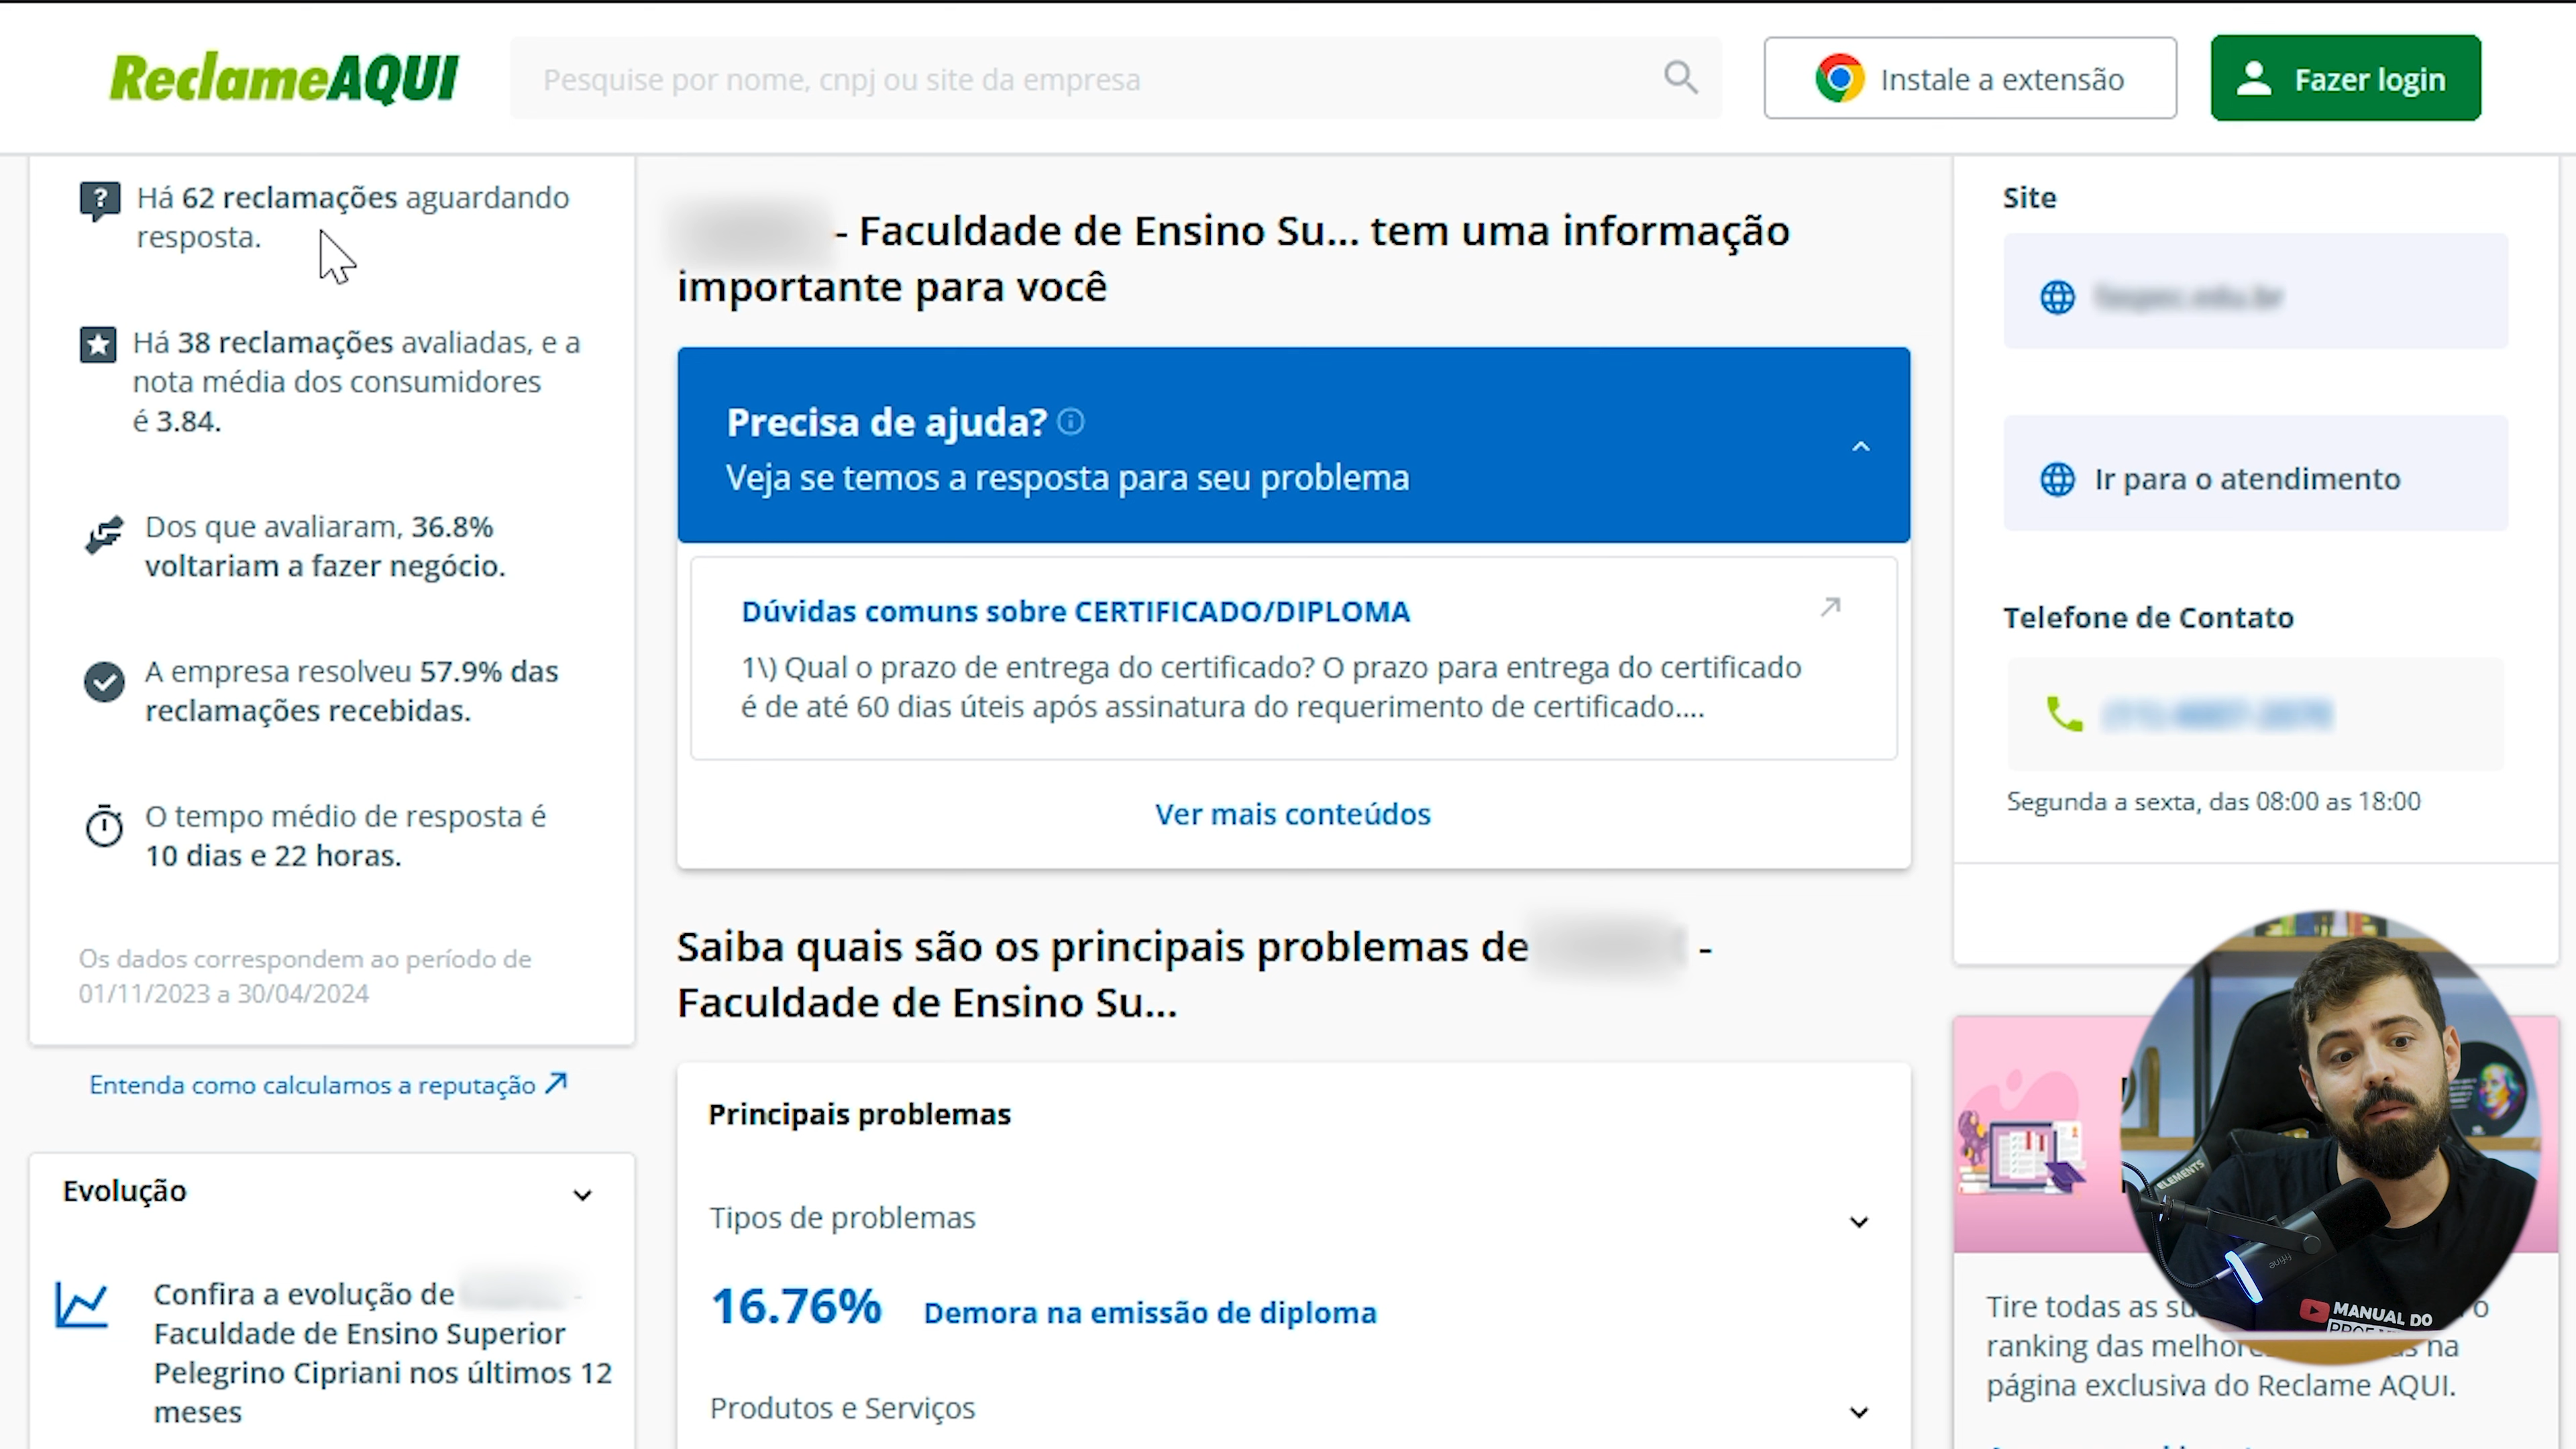 ReclameAQUI
Pesquise por nome, cnpj ou site da empresa
Instale a extensão
Fazer login
Há 62 reclamações aguardando
resposta.
Há 38 reclamações avaliadas, e a
nota média dos consumidores
é 3.84.
Dos que avaliaram, 36.8%
voltariam a fazer negócio.
A empresa resolveu 57.9% das
reclamações recebidas.
O tempo médio de resposta é
10 dias e 22 horas.
Os dados correspondem ao período de
01/11/2023 a 30/04/2024
Entenda como calculamos a reputação
Evolução
Confira a evolução de
-
Faculdade de Ensino Superior
Pelegrino Cipriani nos últimos 12
meses
- Faculdade de Ensino Su... tem uma informação
importante para você
Precisa de ajuda?
Veja se temos a resposta para seu problema
Dúvidas comuns sobre CERTIFICADO/DIPLOMA
1\) Qual o prazo de entrega do certificado? O prazo para entrega do certificado
é de até 60 dias úteis após assinatura do requerimento de certificado....
Ver mais conteúdos
Saiba quais são os principais problemas de -
Faculdade de Ensino Su...
Principais problemas
Tipos de problemas
16.76% Demora na emissão de diploma
Produtos e Serviços
Site
Ir para o atendimento
Telefone de Contato
Segunda a sexta, das 08:00 as 18:00
ELEMENTS
fifine
MANUAL DO
Tire todas as o
ranking das na
página exclusiva do Reclame AQUI.